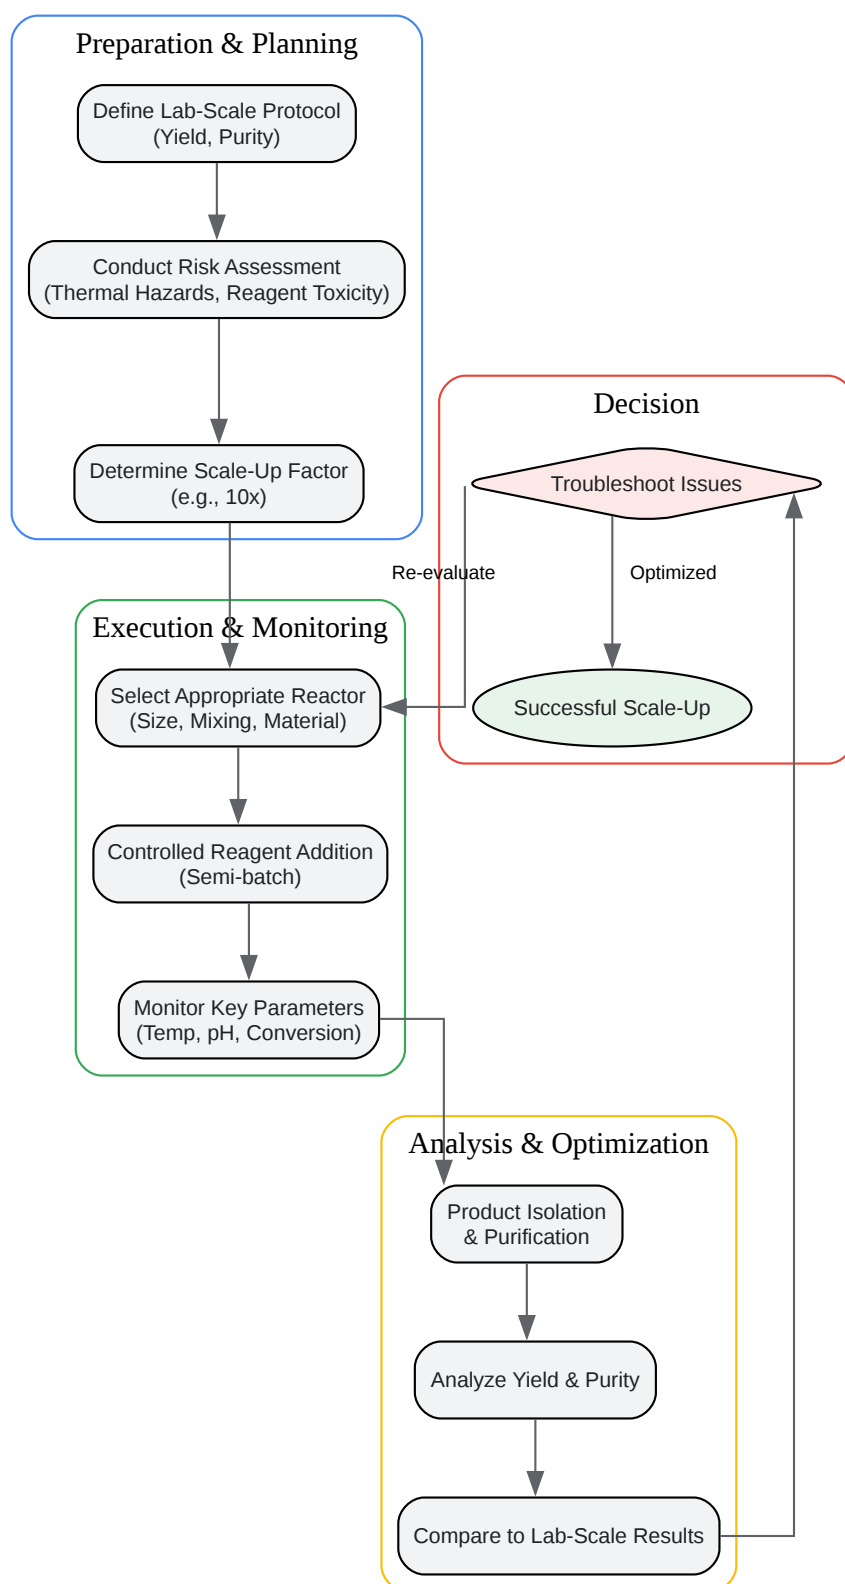 Preparation & Planning
Define Lab-Scale Protocol
(Yield, Purity)
Conduct Risk Assessment
(Thermal Hazards, Reagent Toxicity)
Determine Scale-Up Factor
(e.g., 10x)
Decision
Troubleshoot Issues
Re-evaluate
Optimized
Successful Scale-Up
Execution & Monitoring
Select Appropriate Reactor
(Size, Mixing, Material)
Controlled Reagent Addition
(Semi-batch)
Monitor Key Parameters
(Temp, pH, Conversion)
Analysis & Optimization
Product Isolation
& Purification
Analyze Yield & Purity
Compare to Lab-Scale Results